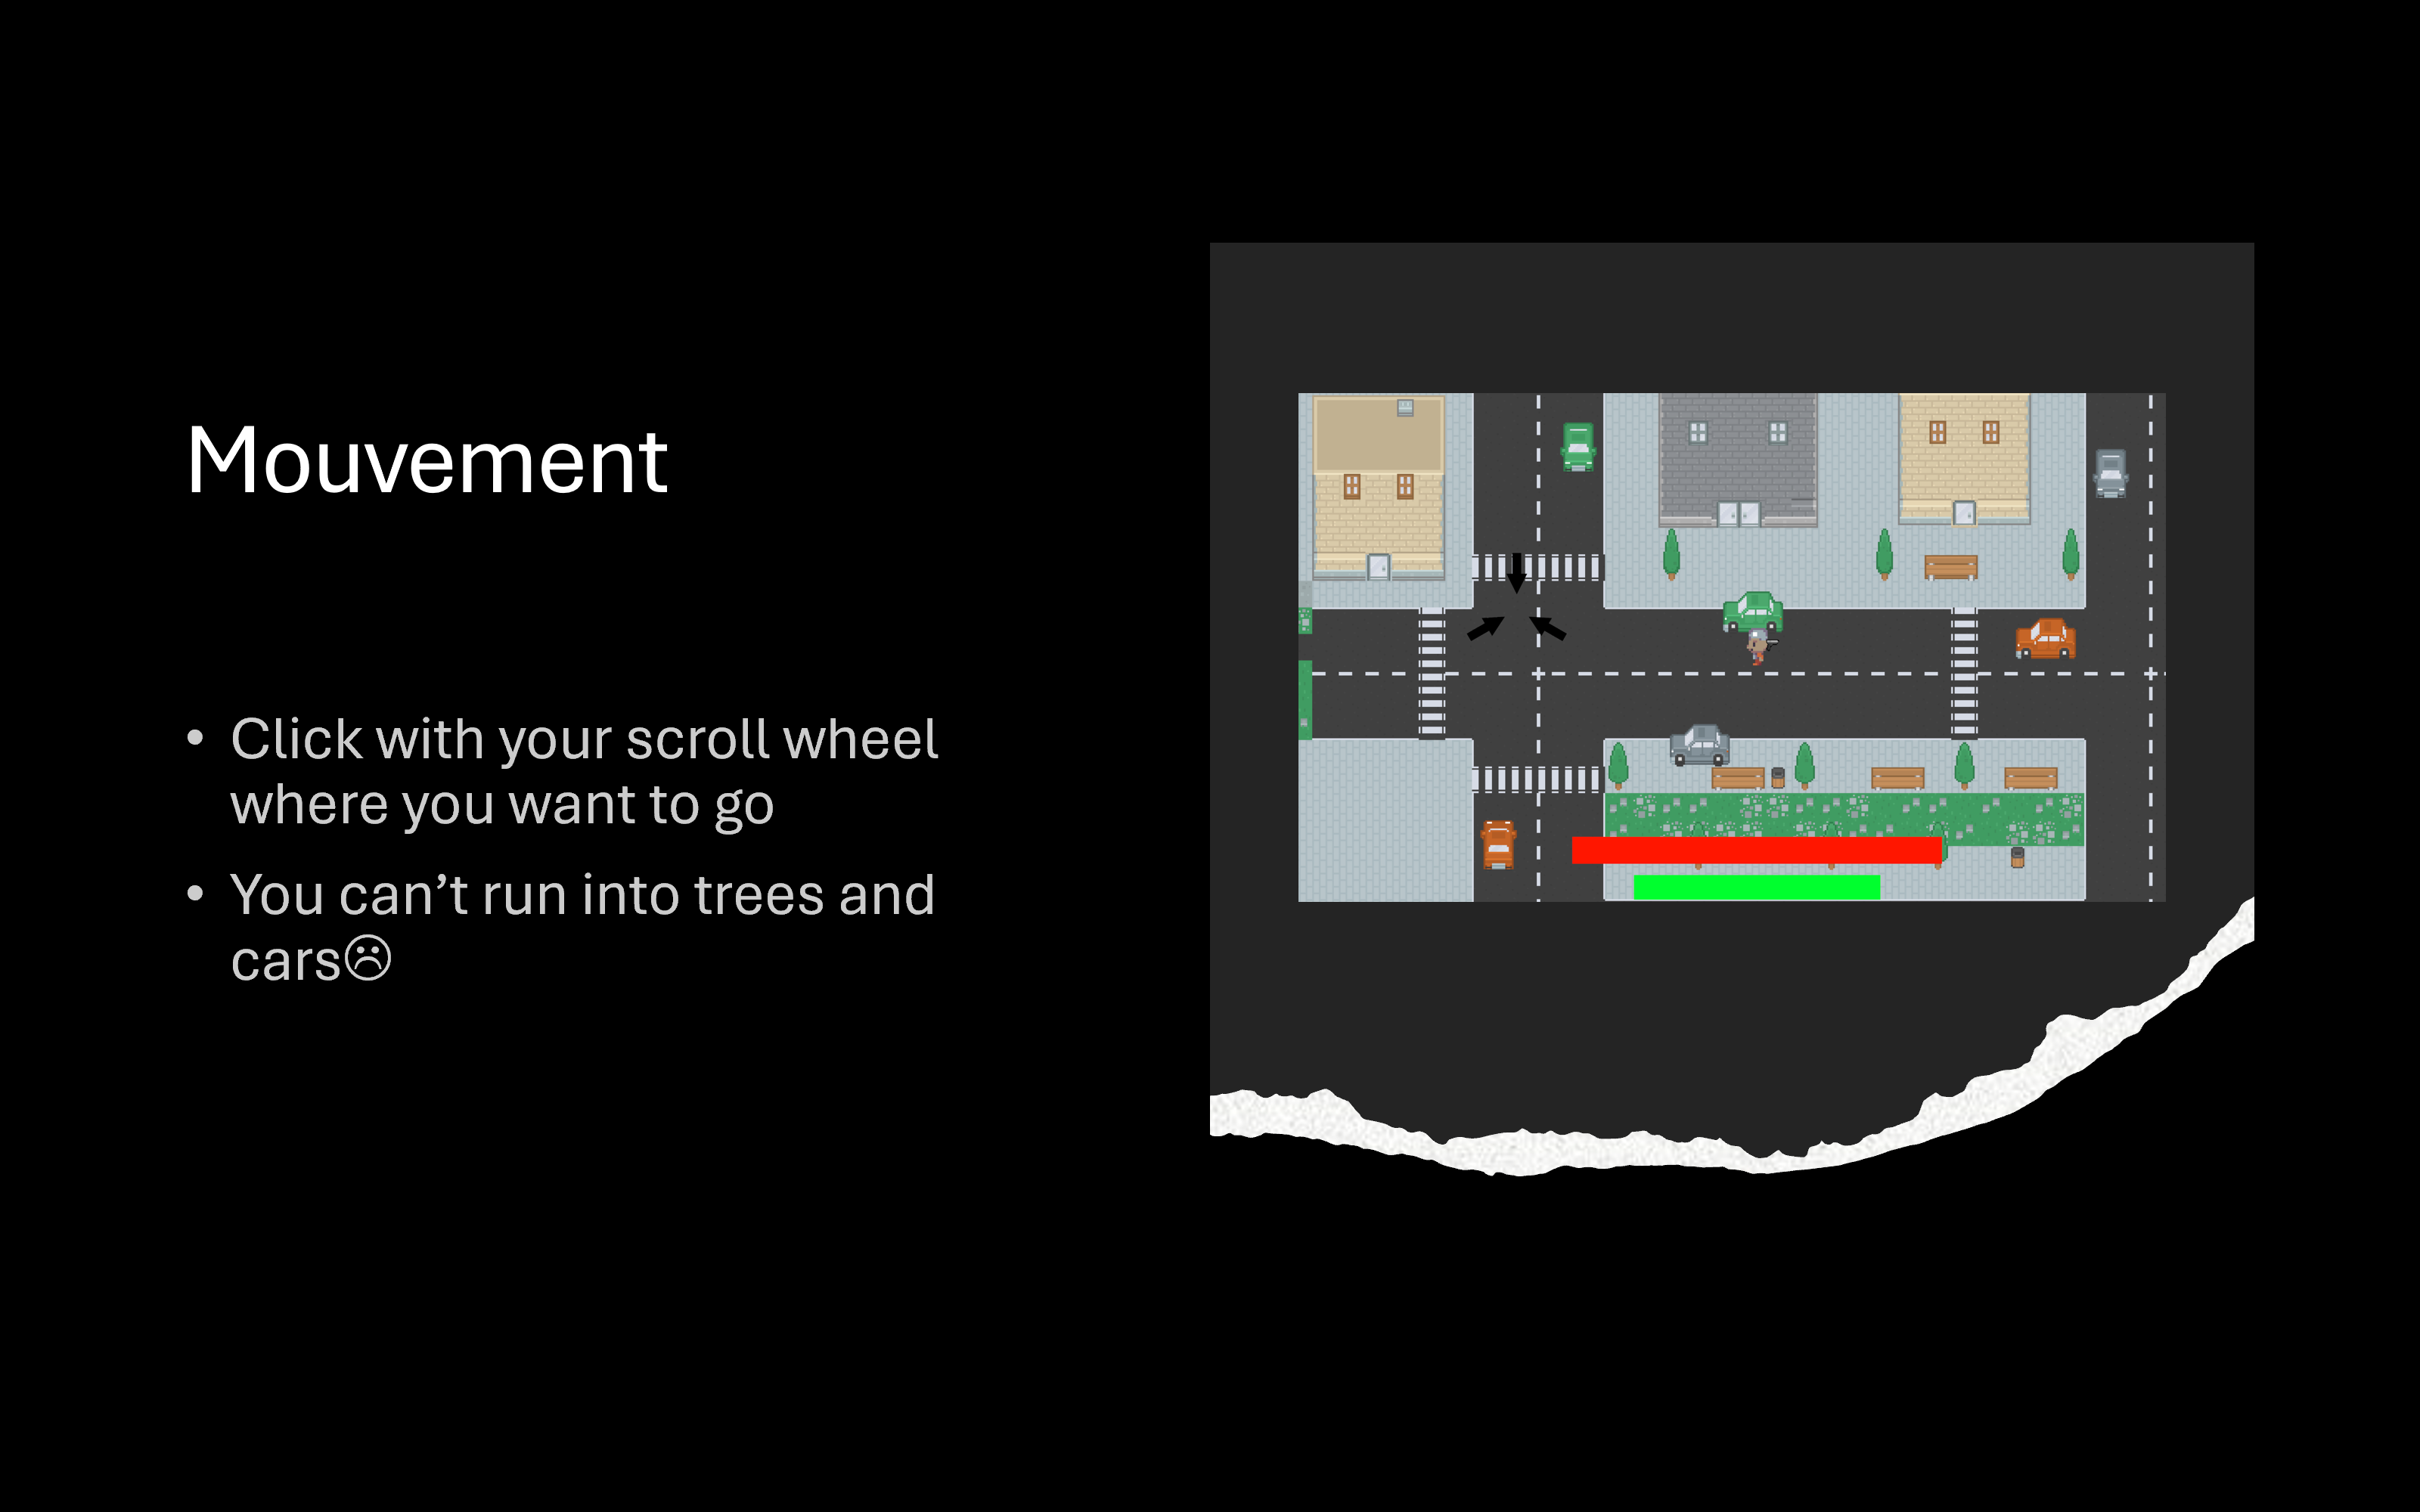 Mouvement
• Click with your scroll wheel
where you want to go
• You can’t run into trees and
cars☹